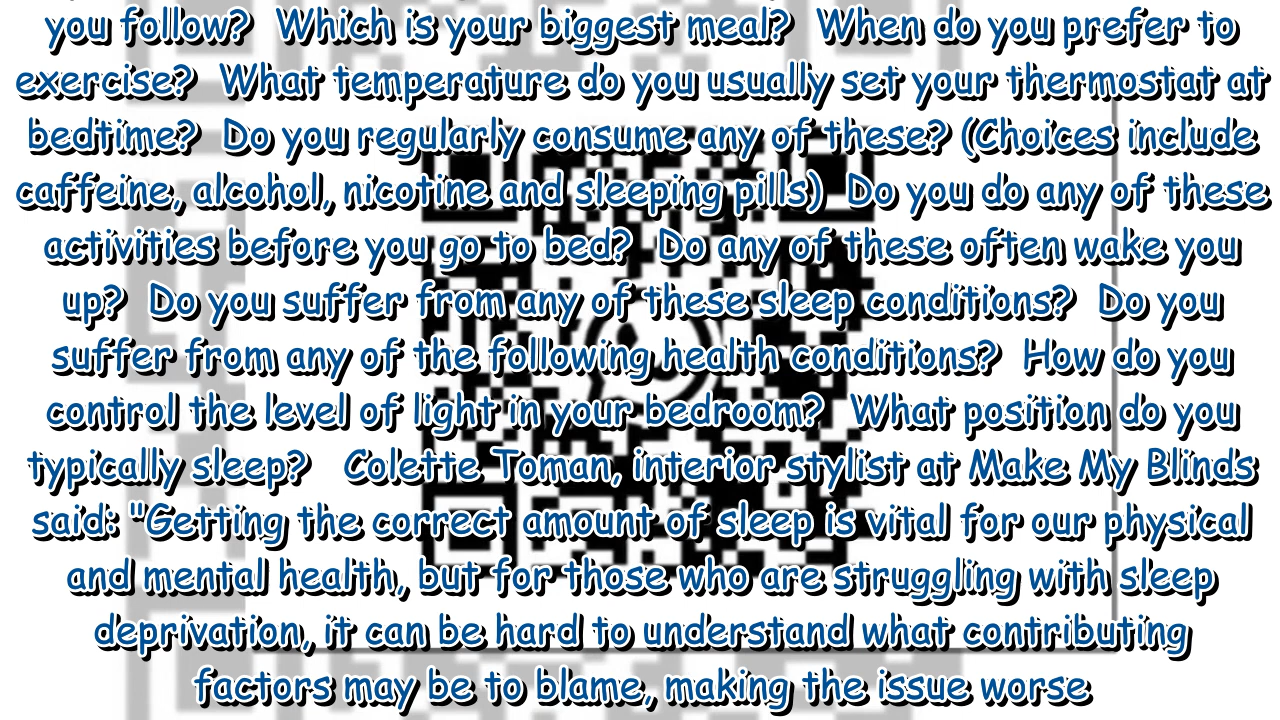 you follow? Which is your biggest meal? When do you prefer to
exercise? What temperature do you usually set your thermostat at
bedtime? Do you regularly consume any of these? (Choices include
caffeine, alcohol, nicotine and sleeping pills) Do you do any of these
activities before you go to bed? Do any of these often wake you
up? Do you suffer from any of these sleep conditions? Do you
suffer from any of the following health conditions? How do you
control the level of light in your bedroom? What position do you
typically sleep? Colette Toman, interior stylist at Make My Blinds
said: "Getting the correct amount of sleep is vital for our physical
and mental health, but for those who are struggling with sleep
deprivation, it can be hard to understand what contributing
factors may be to blame, making the issue worse